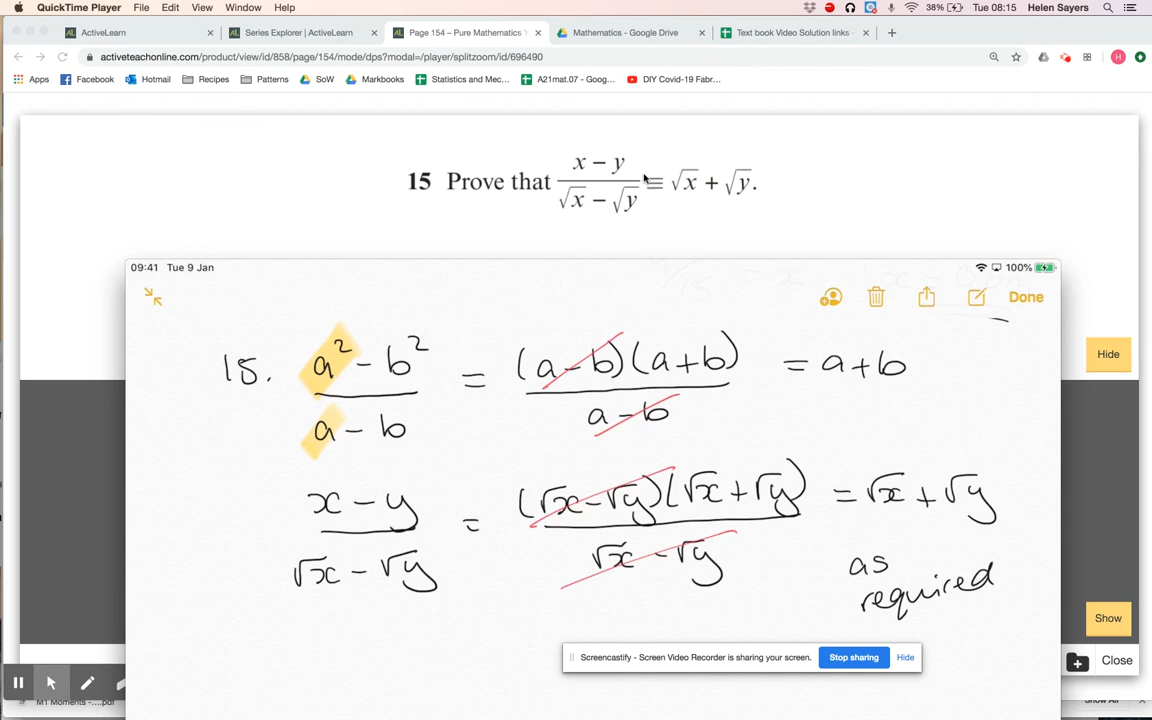 QuickTime Player File Edit View Window Help 38% Tue 08:15 Helen Sayers
ActiveLearn × Series Explorer | ActiveLearn × Page 154 – Pure Mathematics Y × Mathematics - Google Drive × Text book Video Solution links - × +
activeteachonline.com/product/view/id/858/page/154/mode/dps?modal=/player/splitzoom/id/696490 H
Apps Facebook Hotmail Recipes Patterns SoW Markbooks Statistics and Mec... A21mat.07 - Goog... DIY Covid-19 Fabr...
15 Prove that (x − y)/(√x − √y) ≡ √x + √y.
09:41 Tue 9 Jan 100%
Done
Hide
15. (a² − b²)/(a − b) = (a−b)(a+b)/(a−b) = a+b
(x − y)/(√x − √y) = (√x−√y)(√x+√y)/(√x−√y) = √x + √y
as
required
Show
Screencastify - Screen Video Recorder is sharing your screen. Stop sharing Hide
Close
M1 Moments -....pdf